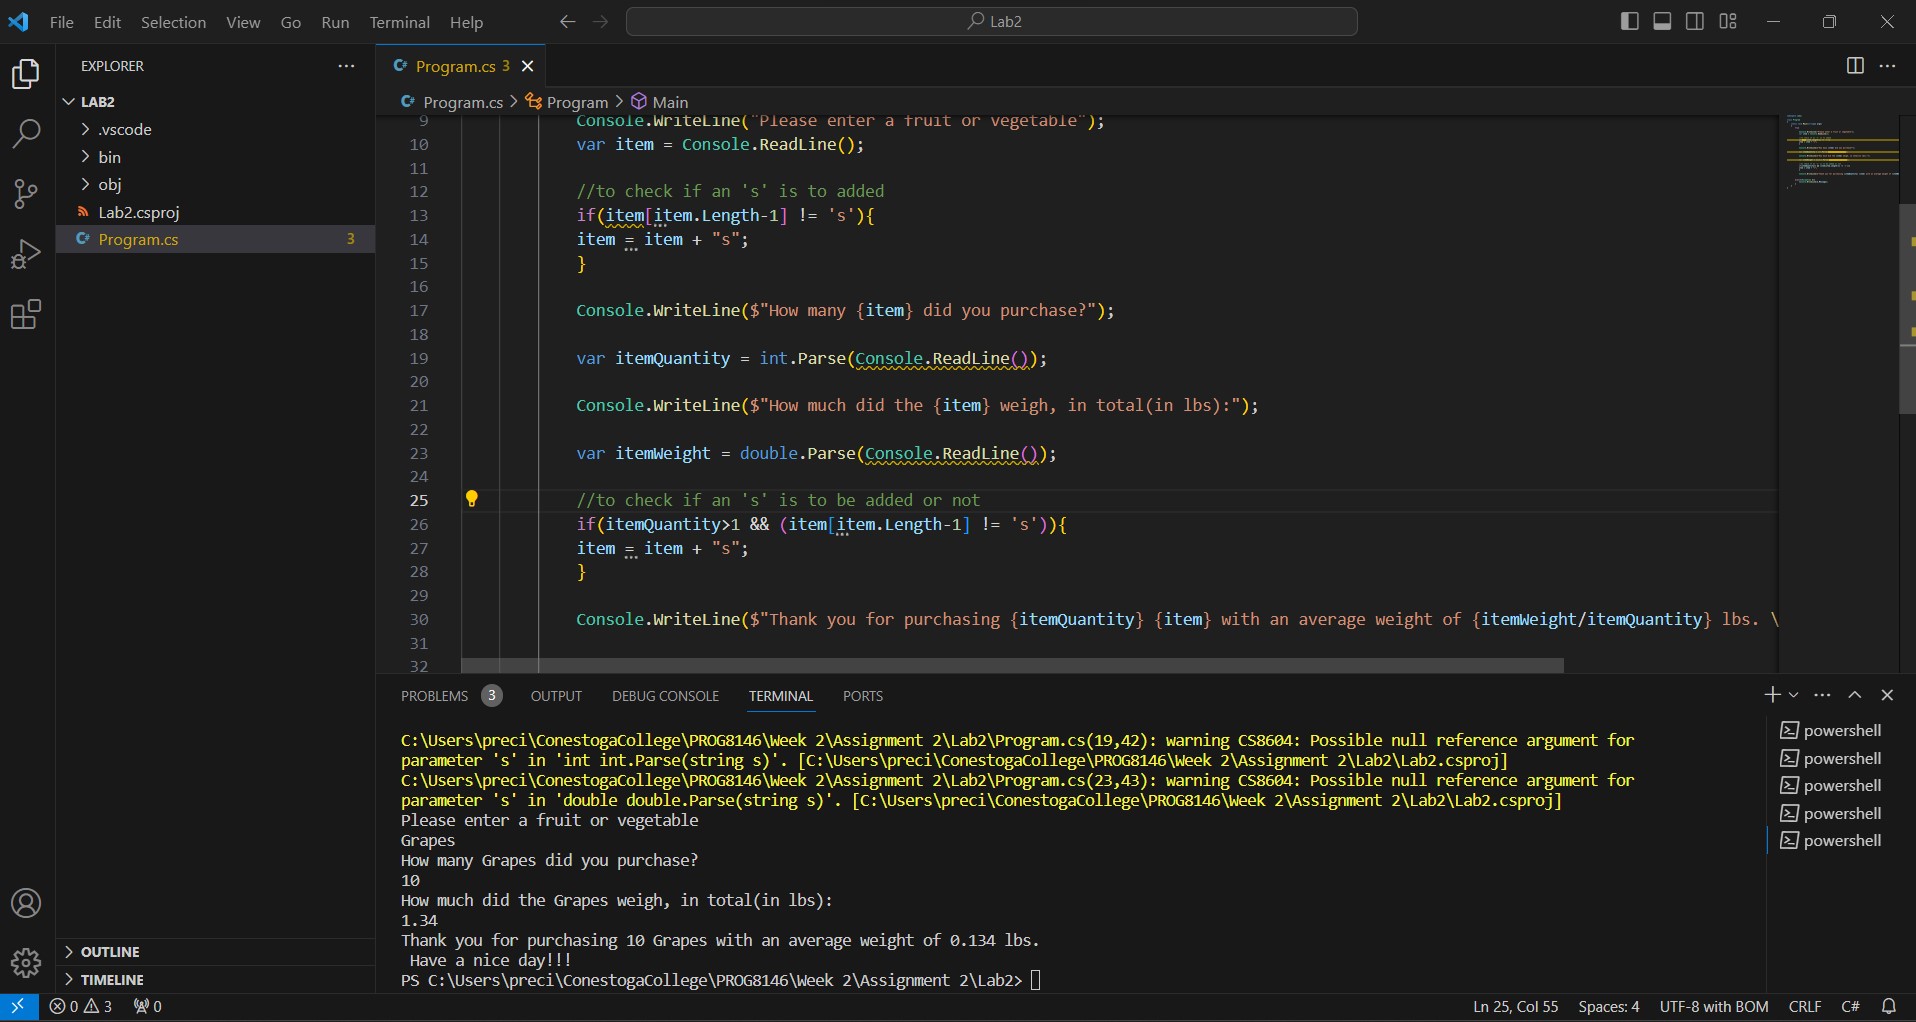 File Edit Selection View Go Run Terminal Help
Lab2
EXPLORER
LAB2
.vscode
bin
obj
Lab2.csproj
Program.cs 3
Program.cs 3
Program.cs > Program > Main
9 Console.WriteLine("Please enter a fruit or vegetable");
10 var item = Console.ReadLine();
11
12 //to check if an 's' is to added
13 if(item[item.Length-1] != 's'){
14 item = item + "s";
15 }
16
17 Console.WriteLine($"How many {item} did you purchase?");
18
19 var itemQuantity = int.Parse(Console.ReadLine());
20
21 Console.WriteLine($"How much did the {item} weigh, in total(in lbs):");
22
23 var itemWeight = double.Parse(Console.ReadLine());
24
25 //to check if an 's' is to be added or not
26 if(itemQuantity>1 && (item[item.Length-1] != 's')){
27 item = item + "s";
28 }
29
30 Console.WriteLine($"Thank you for purchasing {itemQuantity} {item} with an average weight of {itemWeight/itemQuantity} lbs. \
31
32
PROBLEMS 3 OUTPUT DEBUG CONSOLE TERMINAL PORTS
C:\Users\preci\ConestogaCollege\PROG8146\Week 2\Assignment 2\Lab2\Program.cs(19,42): warning CS8604: Possible null reference argument for
parameter 's' in 'int int.Parse(string s)'. [C:\Users\preci\ConestogaCollege\PROG8146\Week 2\Assignment 2\Lab2\Lab2.csproj]
C:\Users\preci\ConestogaCollege\PROG8146\Week 2\Assignment 2\Lab2\Program.cs(23,43): warning CS8604: Possible null reference argument for
parameter 's' in 'double double.Parse(string s)'. [C:\Users\preci\ConestogaCollege\PROG8146\Week 2\Assignment 2\Lab2\Lab2.csproj]
Please enter a fruit or vegetable
Grapes
How many Grapes did you purchase?
10
How much did the Grapes weigh, in total(in lbs):
1.34
Thank you for purchasing 10 Grapes with an average weight of 0.134 lbs.
Have a nice day!!!
PS C:\Users\preci\ConestogaCollege\PROG8146\Week 2\Assignment 2\Lab2>
powershell
powershell
powershell
powershell
powershell
OUTLINE
TIMELINE
0 3 0
Ln 25, Col 55 Spaces: 4 UTF-8 with BOM CRLF C#